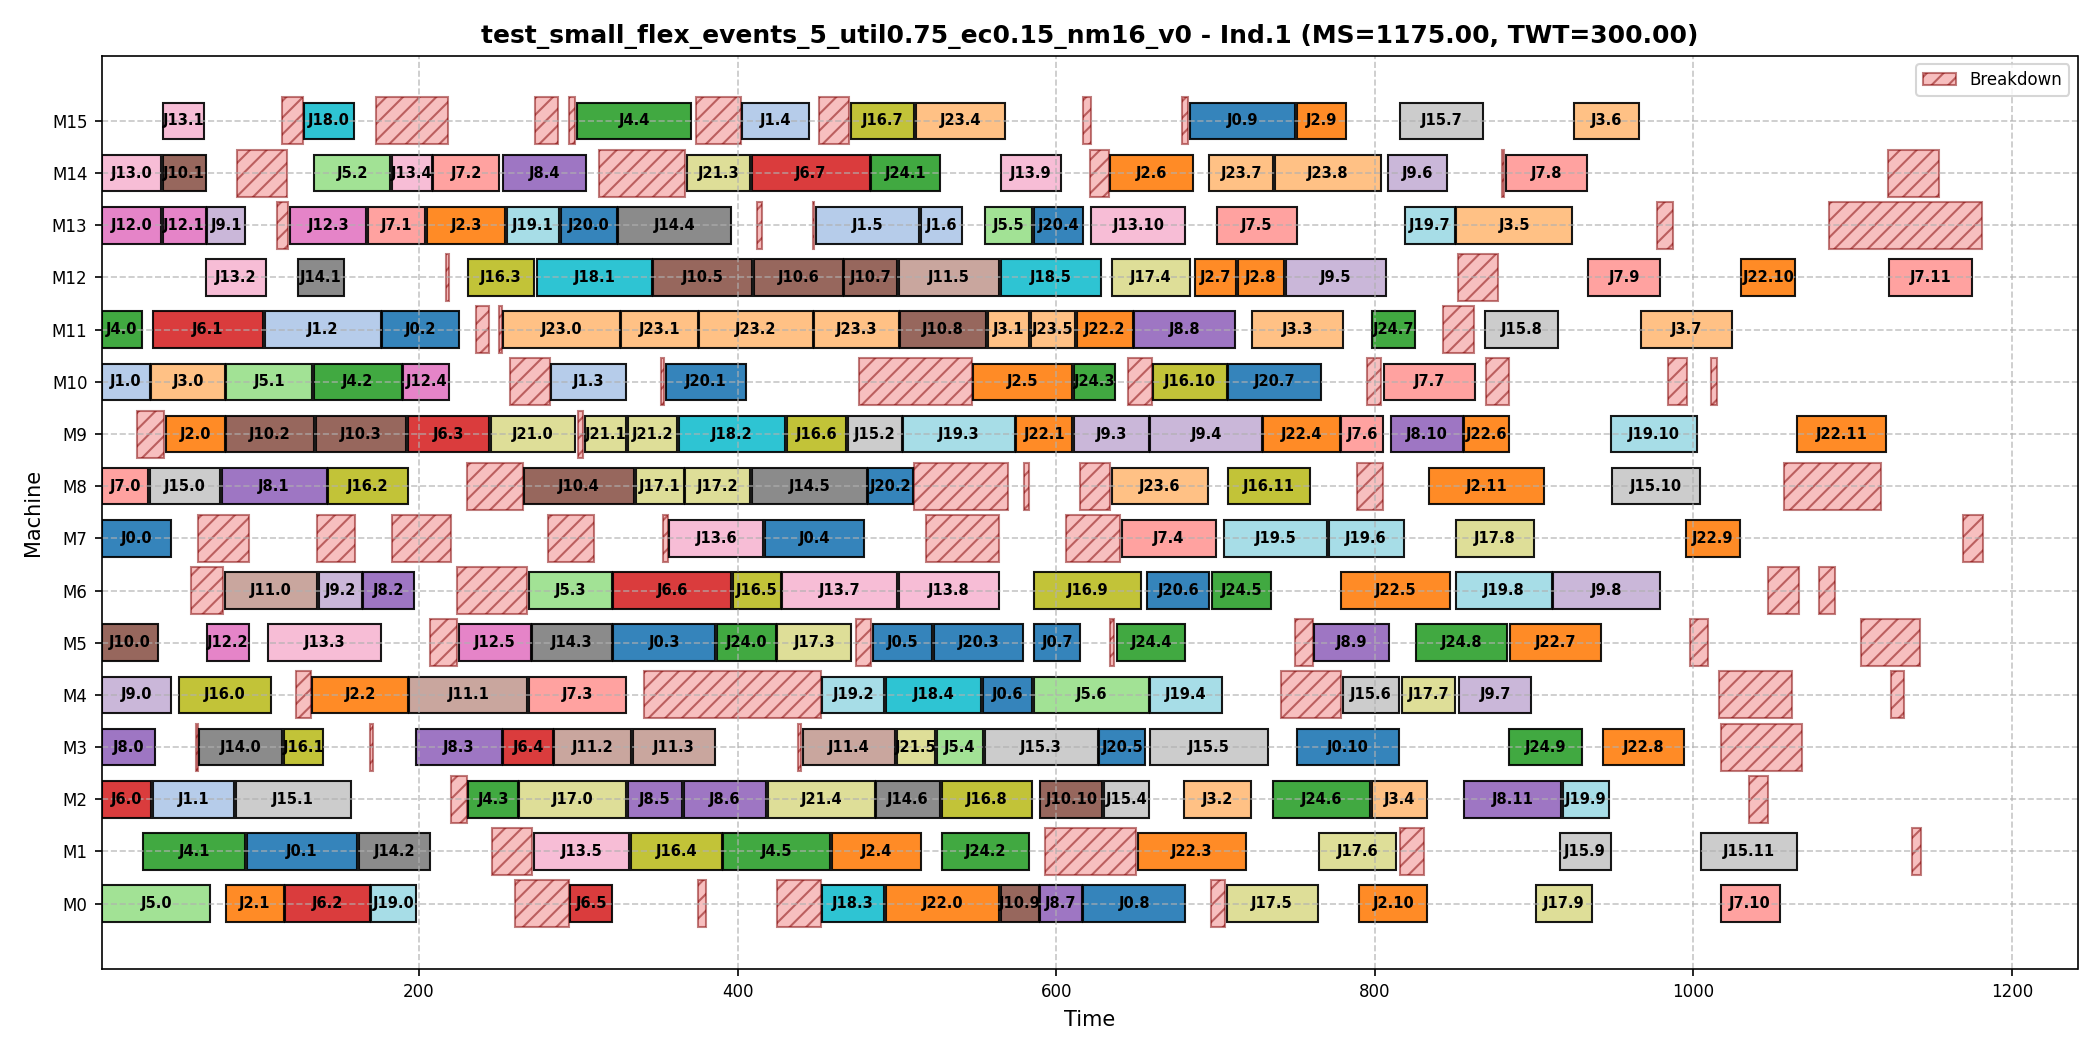 test_small_flex_events_5_util0.75_ec0.15_nm16_v0 - Ind.1 (MS=1175.00, TWT=300.00)
Breakdown
M15 J13.1 J18.0 J4.4 J1.4 J16.7 J23.4 J0.9 J2.9 J15.7 J3.6
M14 J13.0 J10.1 J5.2 J13.4 J7.2 J8.4 J21.3 J6.7 J24.1 J13.9 J2.6 J23.7 J23.8 J9.6 J7.8
M13 J12.0 J12.1 J9.1 J12.3 J7.1 J2.3 J19.1 J20.0 J14.4 J1.5 J1.6 J5.5 J20.4 J13.10 J7.5 J19.7 J3.5
M12 J13.2 J14.1 J16.3 J18.1 J10.5 J10.6 J10.7 J11.5 J18.5 J17.4 J2.7 J2.8 J9.5 J7.9 J22.10 J7.11
M11 J4.0 J6.1 J1.2 J0.2 J23.0 J23.1 J23.2 J23.3 J10.8 J3.1 J23.5 J22.2 J8.8 J3.3 J24.7 J15.8 J3.7
M10 J1.0 J3.0 J5.1 J4.2 J12.4 J1.3 J20.1 J2.5 J24.3 J16.10 J20.7 J7.7
M9 J2.0 J10.2 J10.3 J6.3 J21.0 J21.1 J21.2 J18.2 J16.6 J15.2 J19.3 J22.1 J9.3 J9.4 J22.4 J7.6 J8.10 J22.6 J19.10 J22.11
M8 J7.0 J15.0 J8.1 J16.2 J10.4 J17.1 J17.2 J14.5 J20.2 J23.6 J16.11 J2.11 J15.10
M7 J0.0 J13.6 J0.4 J7.4 J19.5 J19.6 J17.8 J22.9
M6 J11.0 J9.2 J8.2 J5.3 J6.6 J16.5 J13.7 J13.8 J16.9 J20.6 J24.5 J22.5 J19.8 J9.8
M5 J10.0 J12.2 J13.3 J12.5 J14.3 J0.3 J24.0 J17.3 J0.5 J20.3 J0.7 J24.4 J8.9 J24.8 J22.7
M4 J9.0 J16.0 J2.2 J11.1 J7.3 J19.2 J18.4 J0.6 J5.6 J19.4 J15.6 J17.7 J9.7
M3 J8.0 J14.0 J16.1 J8.3 J6.4 J11.2 J11.3 J11.4 J21.5 J5.4 J15.3 J20.5 J15.5 J0.10 J24.9 J22.8
M2 J6.0 J1.1 J15.1 J4.3 J17.0 J8.5 J8.6 J21.4 J14.6 J16.8 J10.10 J15.4 J3.2 J24.6 J3.4 J8.11 J19.9
M1 J4.1 J0.1 J14.2 J13.5 J16.4 J4.5 J2.4 J24.2 J22.3 J17.6 J15.9 J15.11
M0 J5.0 J2.1 J6.2 J19.0 J6.5 J18.3 J22.0 J10.9 J8.7 J0.8 J17.5 J2.10 J17.9 J7.10
Machine
200 400 600 800 1000 1200
Time